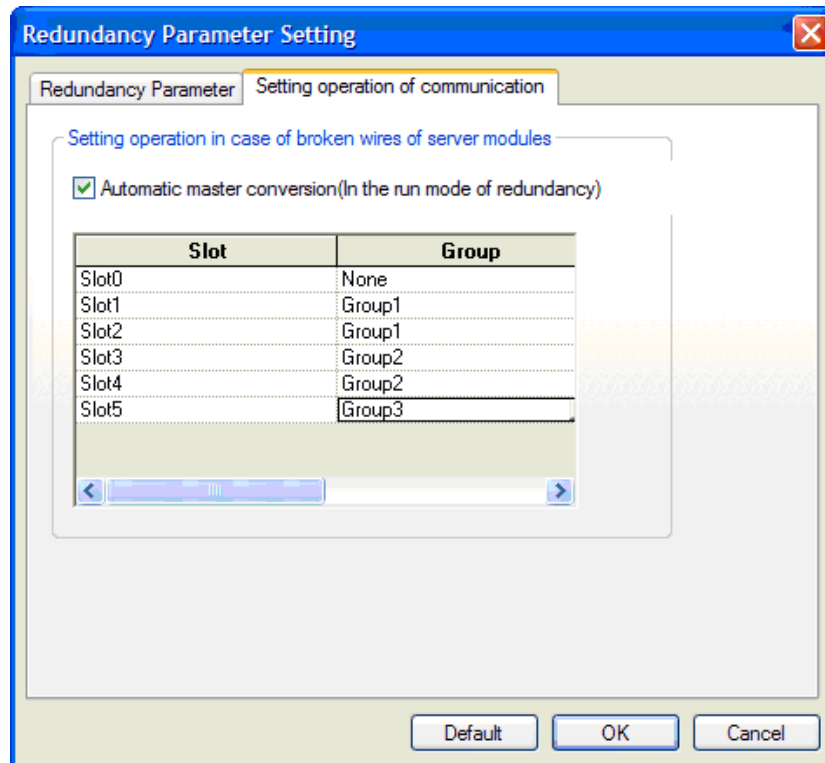 Redundancy Parameter Setting
Redundancy Parameter Setting operation of communication
Setting operation in case of broken wires of server modules
Automatic master conversion(In the run mode of redundancy)
Slot Group
Slot0 None
Slot1 Group1
Slot2 Group1
Slot3 Group2
Slot4 Group2
Slot5 Group3
Default OK Cancel